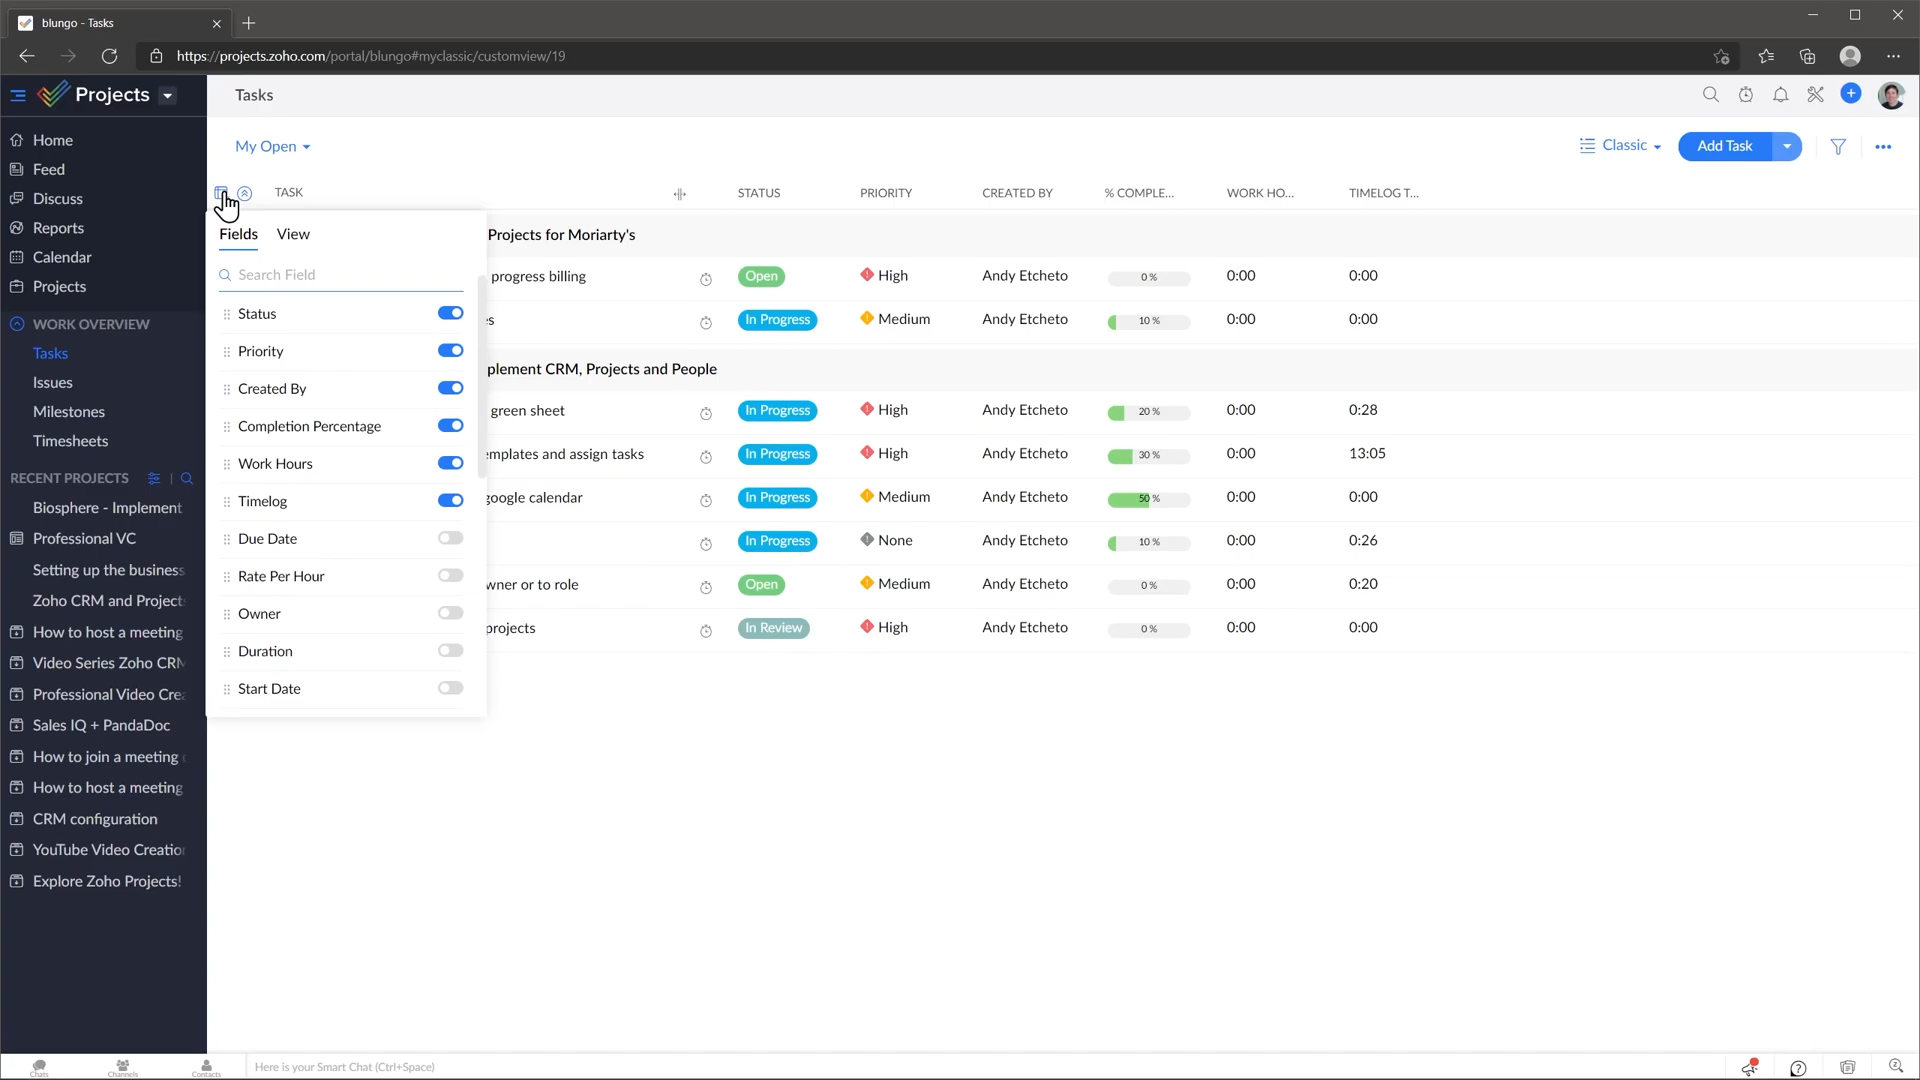 blungo - Tasks
https://projects.zoho.com/portal/blungo#myclassic/customview/19
Projects
Tasks
Home
Feed
Discuss
Reports
Calendar
Projects
WORK OVERVIEW
Tasks
Issues
Milestones
Timesheets
RECENT PROJECTS
Biosphere - Implement
Professional VC
Setting up the business
Zoho CRM and Projects
How to host a meeting
Video Series Zoho CRM
Professional Video Crea
Sales IQ + PandaDoc
How to join a meeting
How to host a meeting
CRM configuration
YouTube Video Creation
Explore Zoho Projects!
My Open
Classic
Add Task
TASK STATUS PRIORITY CREATED BY % COMPLE... WORK HO... TIMELOG T...
Fields View
Search Field
Status
Priority
Created By
Completion Percentage
Work Hours
Timelog
Due Date
Rate Per Hour
Owner
Duration
Start Date
Projects for Moriarty's
progress billing Open High Andy Etcheto 0 % 0:00 0:00
es In Progress Medium Andy Etcheto 10 % 0:00 0:00
plement CRM, Projects and People
green sheet In Progress High Andy Etcheto 20 % 0:00 0:28
emplates and assign tasks In Progress High Andy Etcheto 30 % 0:00 13:05
google calendar In Progress Medium Andy Etcheto 50 % 0:00 0:00
In Progress None Andy Etcheto 10 % 0:00 0:26
wner or to role Open Medium Andy Etcheto 0 % 0:00 0:20
projects In Review High Andy Etcheto 0 % 0:00 0:00
Chats Channels Contacts
Here is your Smart Chat (Ctrl+Space)